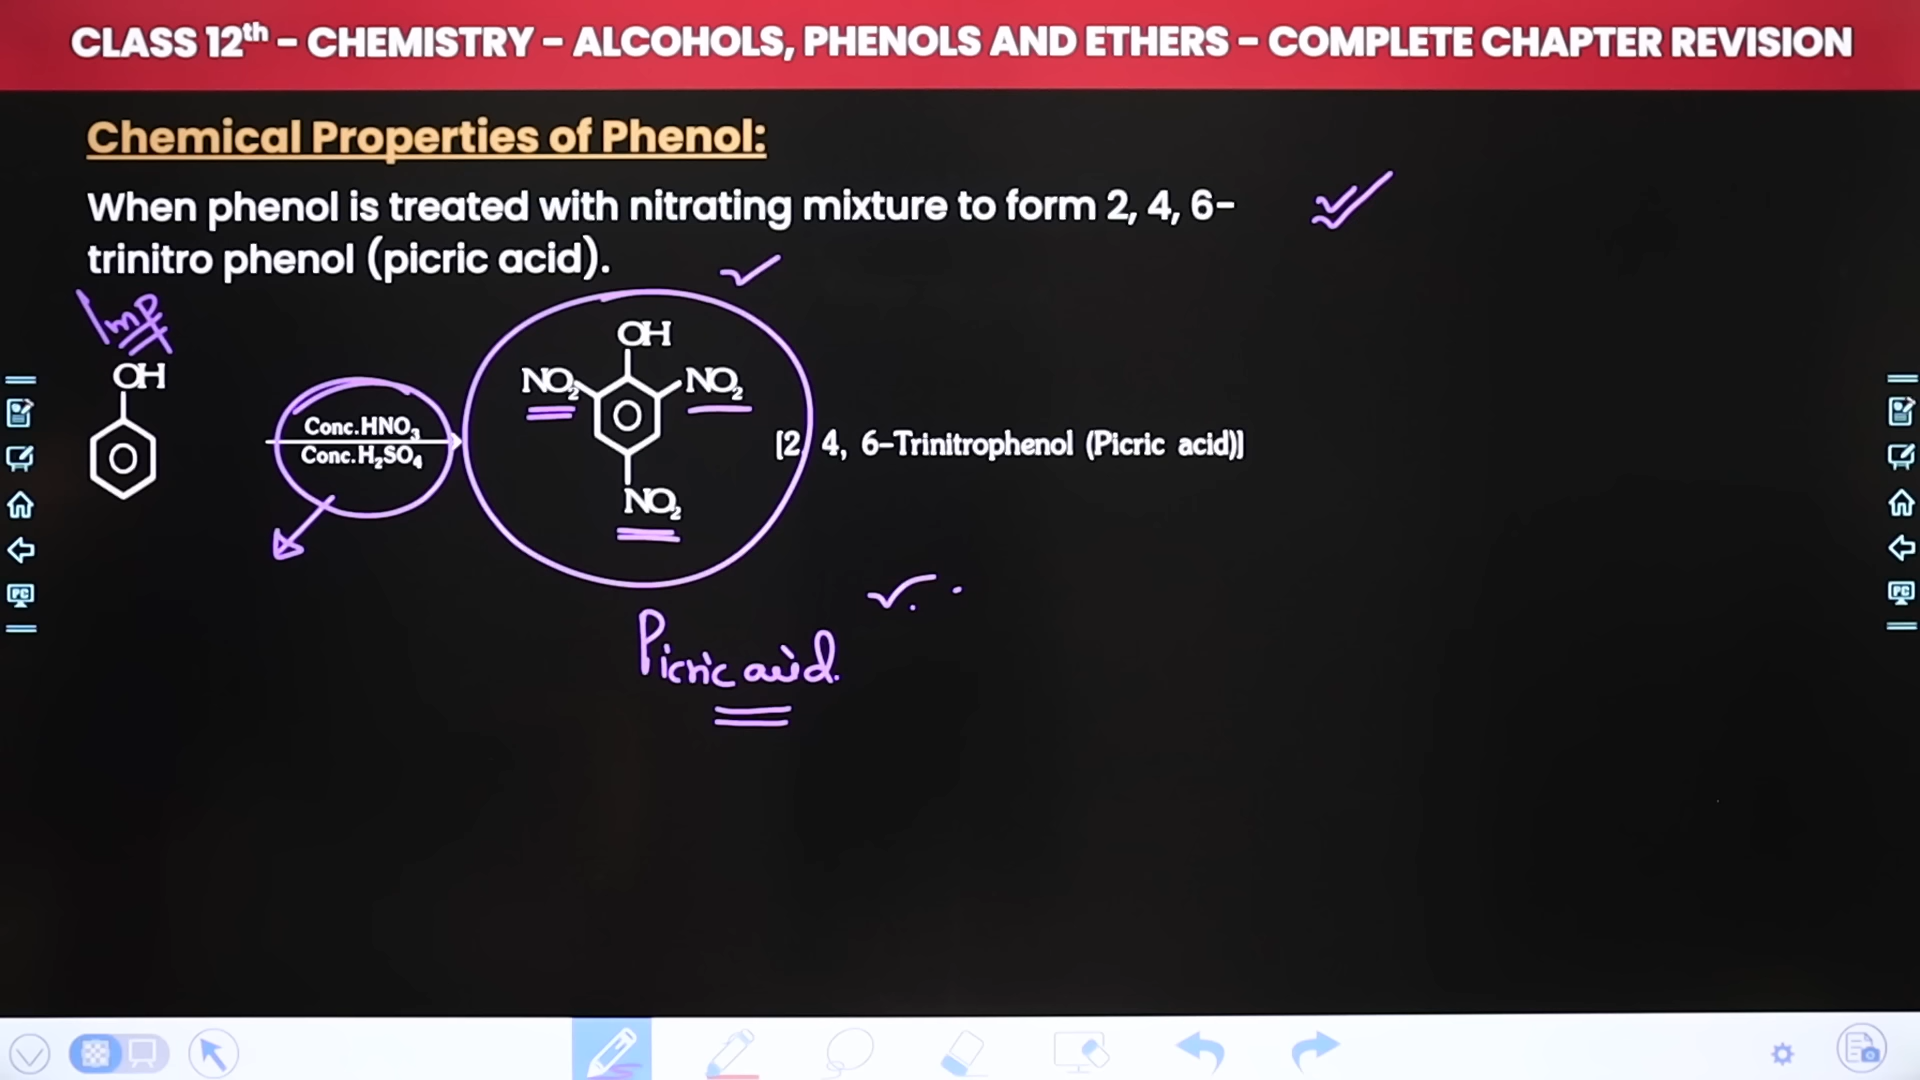 CLASS 12th – CHEMISTRY – ALCOHOLS, PHENOLS AND ETHERS – COMPLETE CHAPTER REVISION
Chemical Properties of Phenol:
When phenol is treated with nitrating mixture to form 2, 4, 6-
trinitro phenol (picric acid).
Imp
OH
Conc.HNO₃
Conc.H₂SO₄
OH
NO₂
NO₂
NO₂
[2, 4, 6-Trinitrophenol (Picric acid)]
Picric acid.
PC
PC